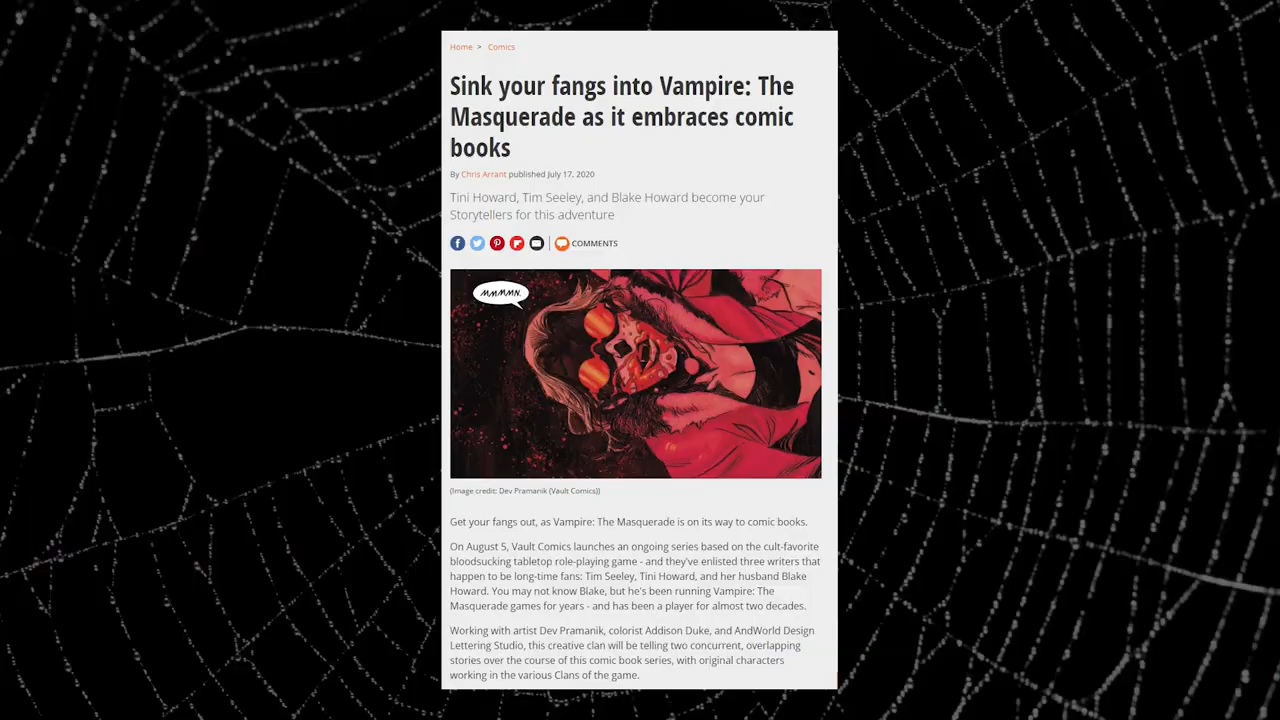 Home > Comics
Sink your fangs into Vampire: The
Masquerade as it embraces comic
books
By Chris Arrant published July 17, 2020
Tini Howard, Tim Seeley, and Blake Howard become your
Storytellers for this adventure
COMMENTS
MMMMN.
(Image credit: Dev Pramanik (Vault Comics))
Get your fangs out, as Vampire: The Masquerade is on its way to comic books.
On August 5, Vault Comics launches an ongoing series based on the cult-favorite
bloodsucking tabletop role-playing game - and they've enlisted three writers that
happen to be long-time fans: Tim Seeley, Tini Howard, and her husband Blake
Howard. You may not know Blake, but he's been running Vampire: The
Masquerade games for years - and has been a player for almost two decades.
Working with artist Dev Pramanik, colorist Addison Duke, and AndWorld Design
Lettering Studio, this creative clan will be telling two concurrent, overlapping
stories over the course of this comic book series, with original characters
working in the various Clans of the game.